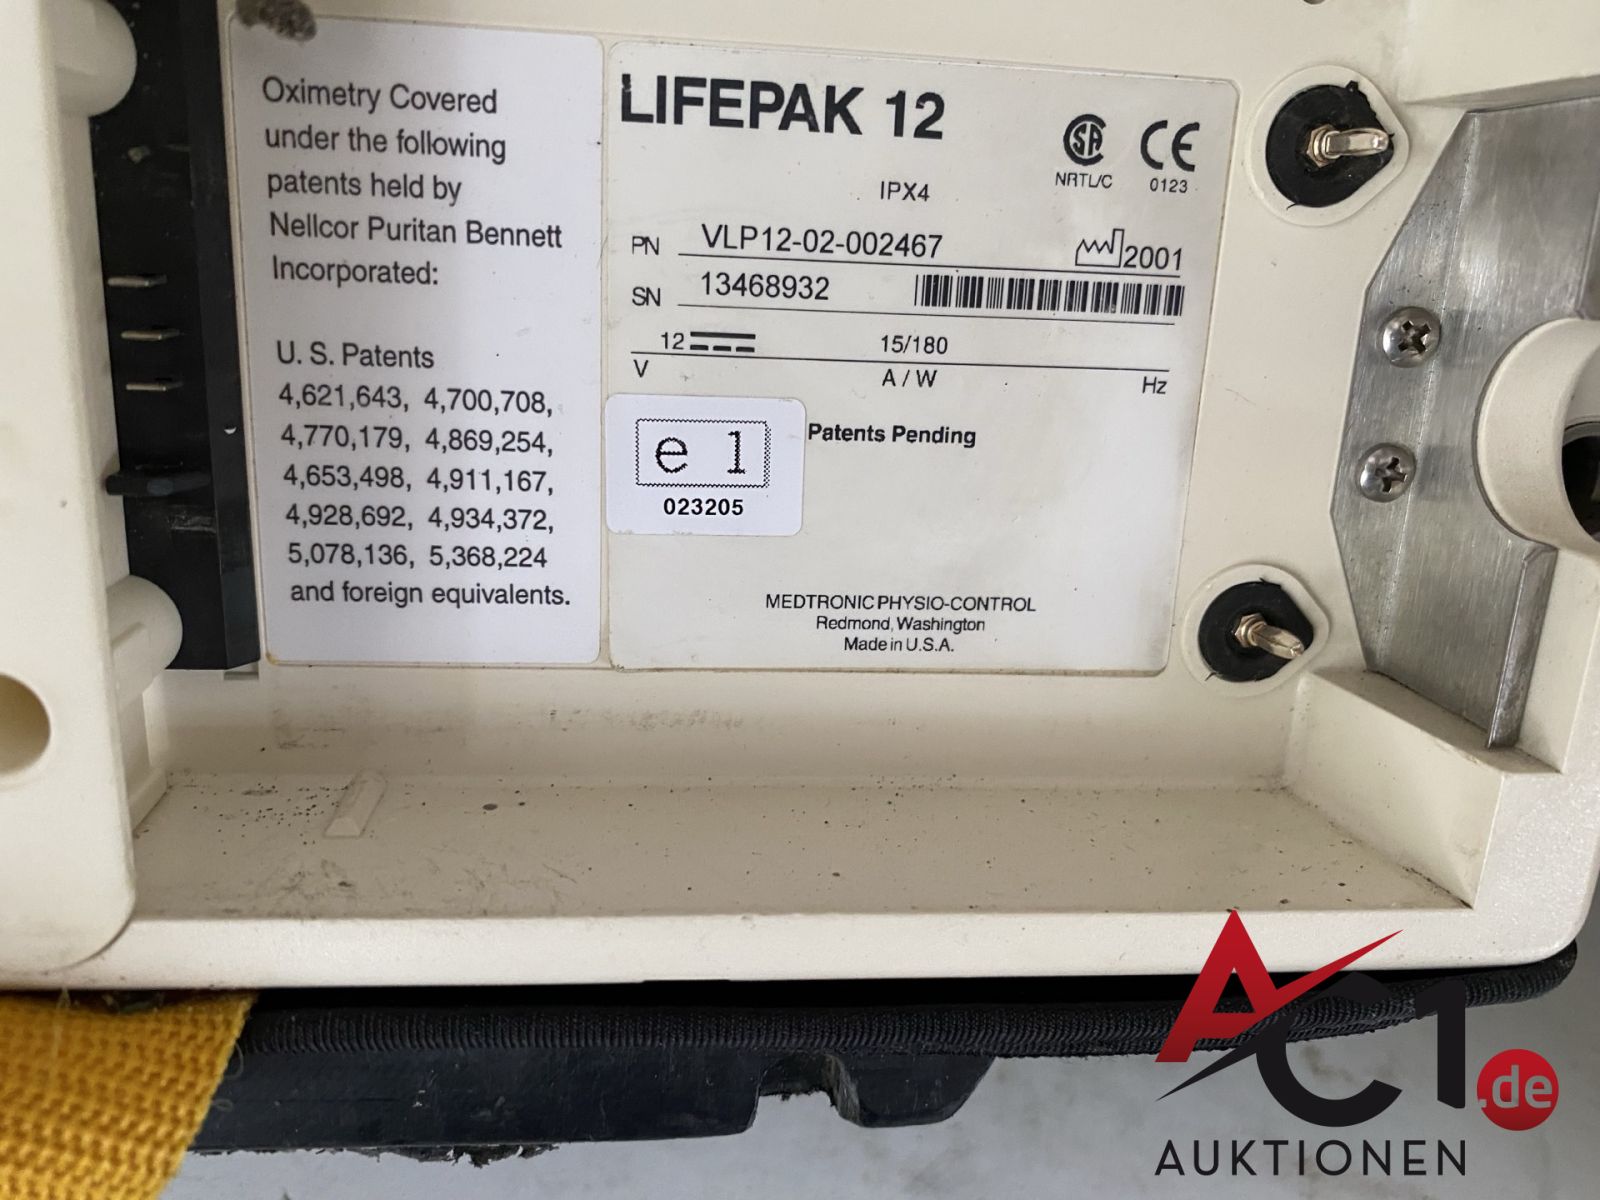 Oximetry Covered
under the following
patents held by
Nellcor Puritan Bennett
Incorporated:
U. S. Patents
4,621,643, 4,700,708,
4,770,179, 4,869,254,
4,653,498, 4,911,167,
4,928,692, 4,934,372,
5,078,136, 5,368,224
and foreign equivalents.
LIFEPAK 12
SA CE
NRTL/C 0123
IPX4
PN VLP12-02-002467 2001
SN 13468932
12 15/180
V A / W Hz
e 1
023205
Patents Pending
MEDTRONIC PHYSIO-CONTROL
Redmond, Washington
Made in U.S.A.
AC1.de
AUKTIONEN